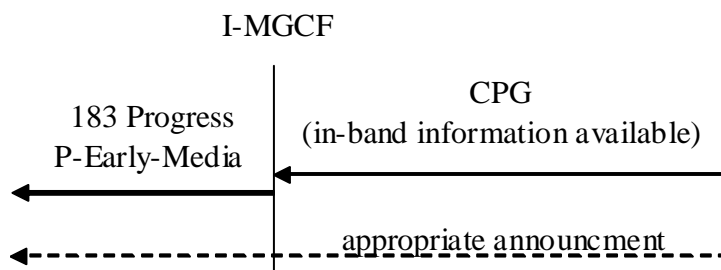 I-MGCF
183 Progress
P-Early-Media
CPG
(in-band information available)
appropriate announcment